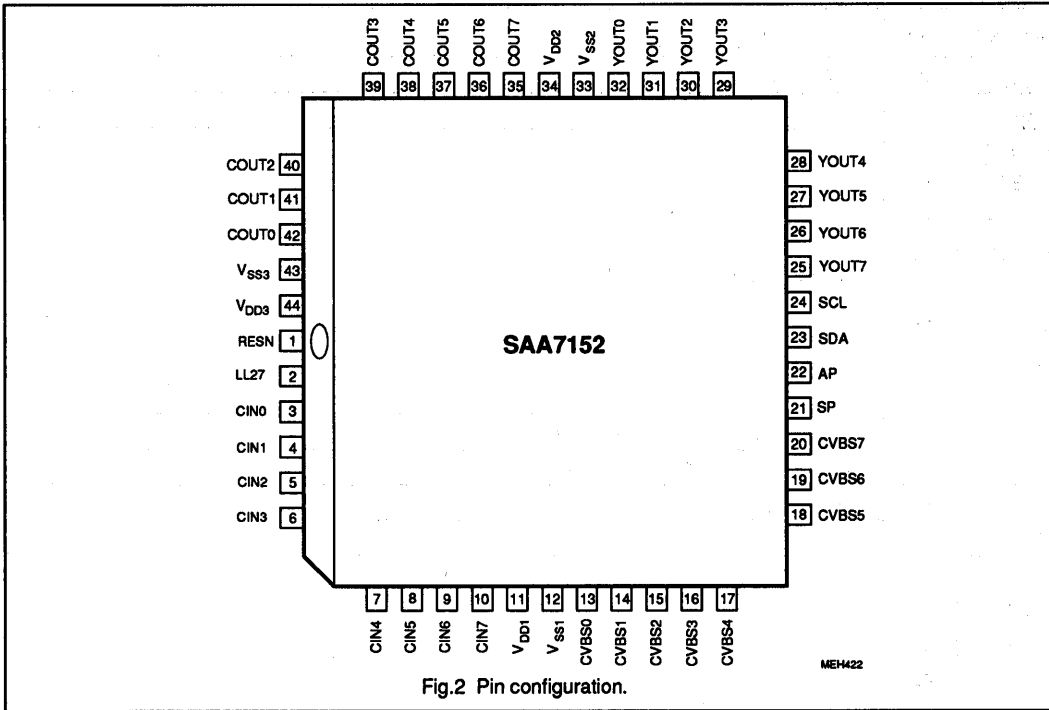 COUT3 COUT4 COUT5 COUT6 COUT7 VDD2 VSS2 YOUT0 YOUT1 YOUT2 YOUT3
39 38 37 36 35 34 33 32 31 30 29
COUT2 40
COUT1 41
COUT0 42
VSS3 43
VDD3 44
RESN 1
LL27 2
CIN0 3
CIN1 4
CIN2 5
CIN3 6
SAA7152
28 YOUT4
27 YOUT5
26 YOUT6
25 YOUT7
24 SCL
23 SDA
22 AP
21 SP
20 CVBS7
19 CVBS6
18 CVBS5
7 8 9 10 11 12 13 14 15 16 17
CIN4 CIN5 CIN6 CIN7 VDD1 VSS1 CVBS0 CVBS1 CVBS2 CVBS3 CVBS4
MEH422
Fig.2 Pin configuration.